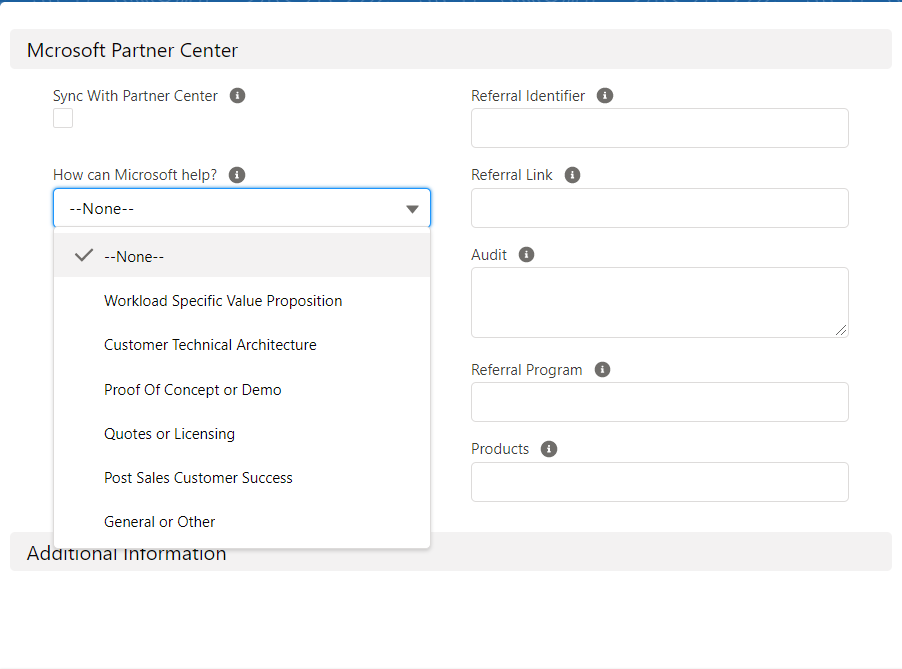 Mcrosoft Partner Center
Sync With Partner Center
Referral Identifier
How can Microsoft help?
Referral Link
--None--
Audit
--None--
Workload Specific Value Proposition
Customer Technical Architecture
Referral Program
Proof Of Concept or Demo
Quotes or Licensing
Products
Post Sales Customer Success
General or Other
Additional Information